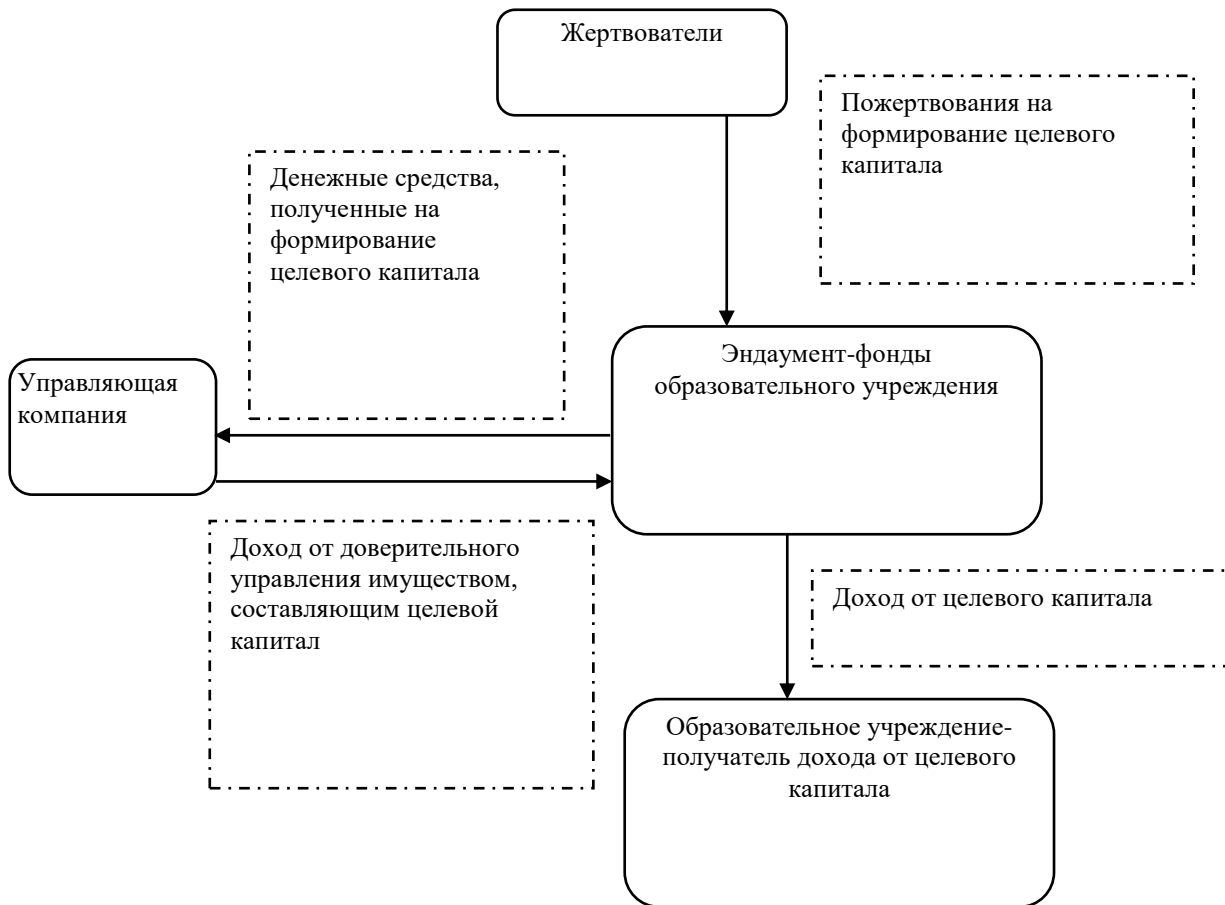 Жертвователи
Пожертвования на
формирование целевого
капитала
Денежные средства,
полученные на
формирование
целевого капитала
Эндаумент-фонды
образовательного учреждения
Управляющая
компания
Доход от доверительного
управления имуществом,
составляющим целевой
капитал
Доход от целевого капитала
Образовательное учреждение-
получатель дохода от целевого
капитала